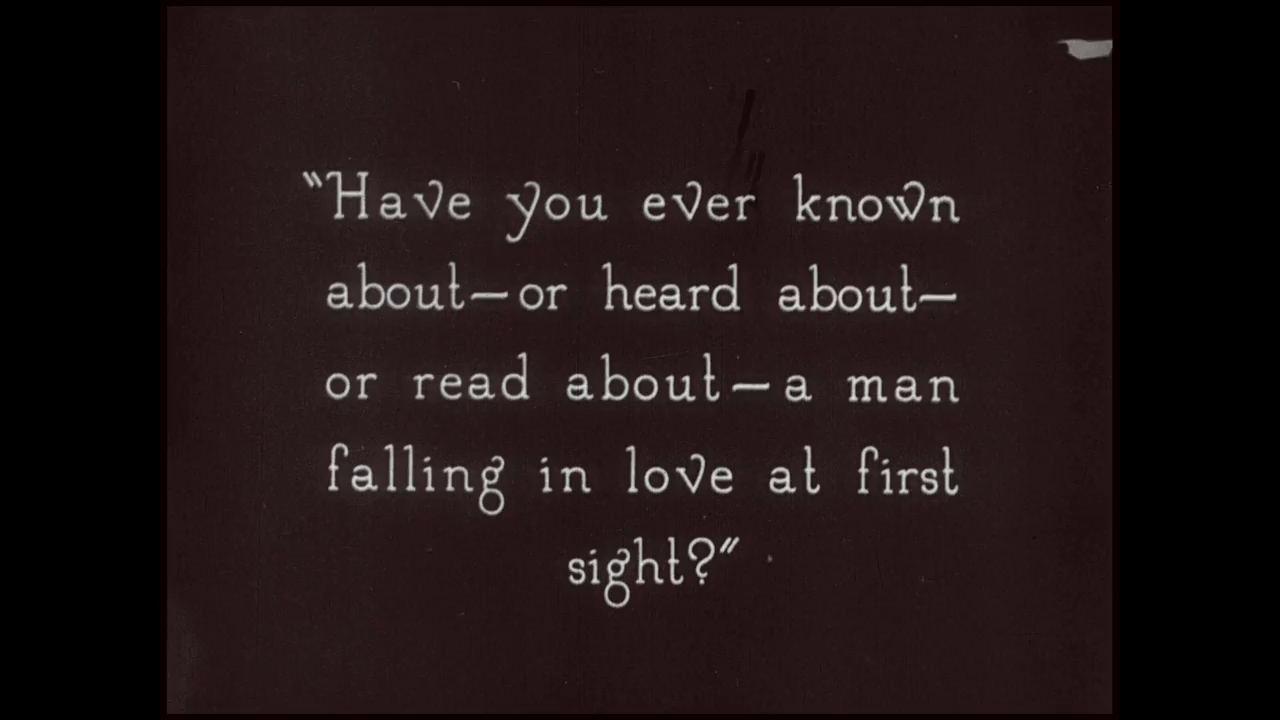 "Have you ever known
about—or heard about—
or read about—a man
falling in love at first
sight?"